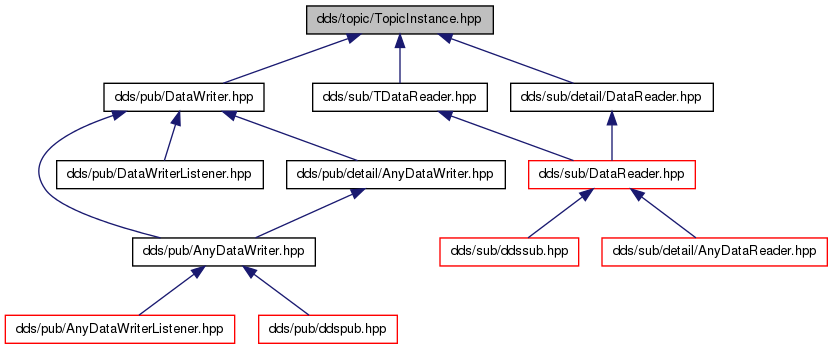 dds/topic/TopicInstance.hpp
dds/pub/DataWriter.hpp
dds/sub/TDataReader.hpp
dds/sub/detail/DataReader.hpp
dds/pub/DataWriterListener.hpp
dds/pub/detail/AnyDataWriter.hpp
dds/sub/DataReader.hpp
dds/pub/AnyDataWriter.hpp
dds/sub/ddssub.hpp
dds/sub/detail/AnyDataReader.hpp
dds/pub/AnyDataWriterListener.hpp
dds/pub/ddspub.hpp